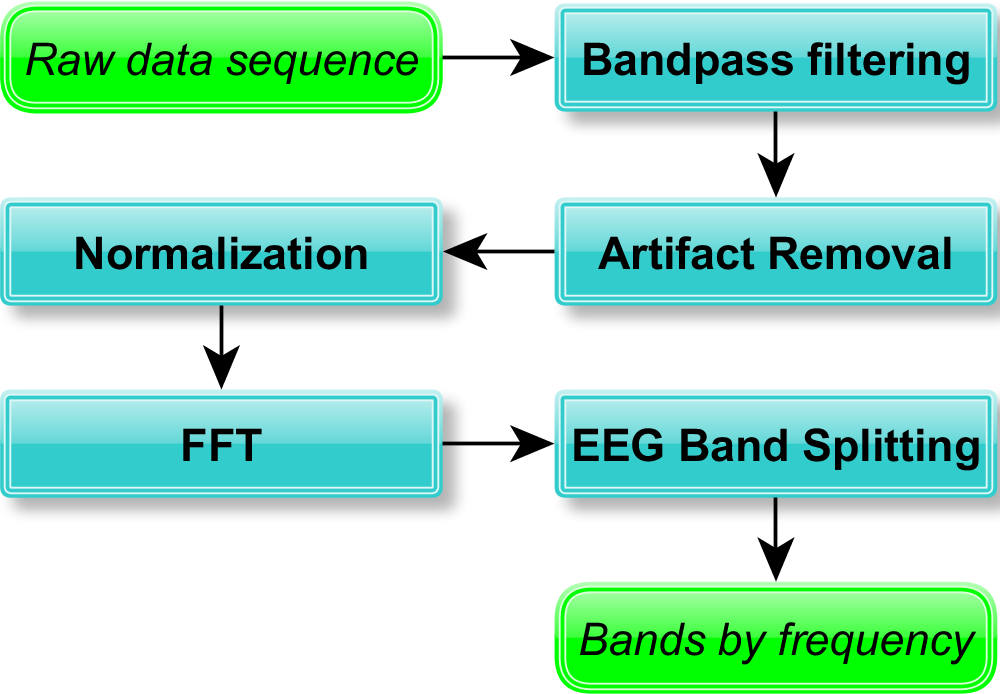 Raw data sequence
Bandpass filtering
Artifact Removal
Normalization
FFT
EEG Band Splitting
Bands by frequency